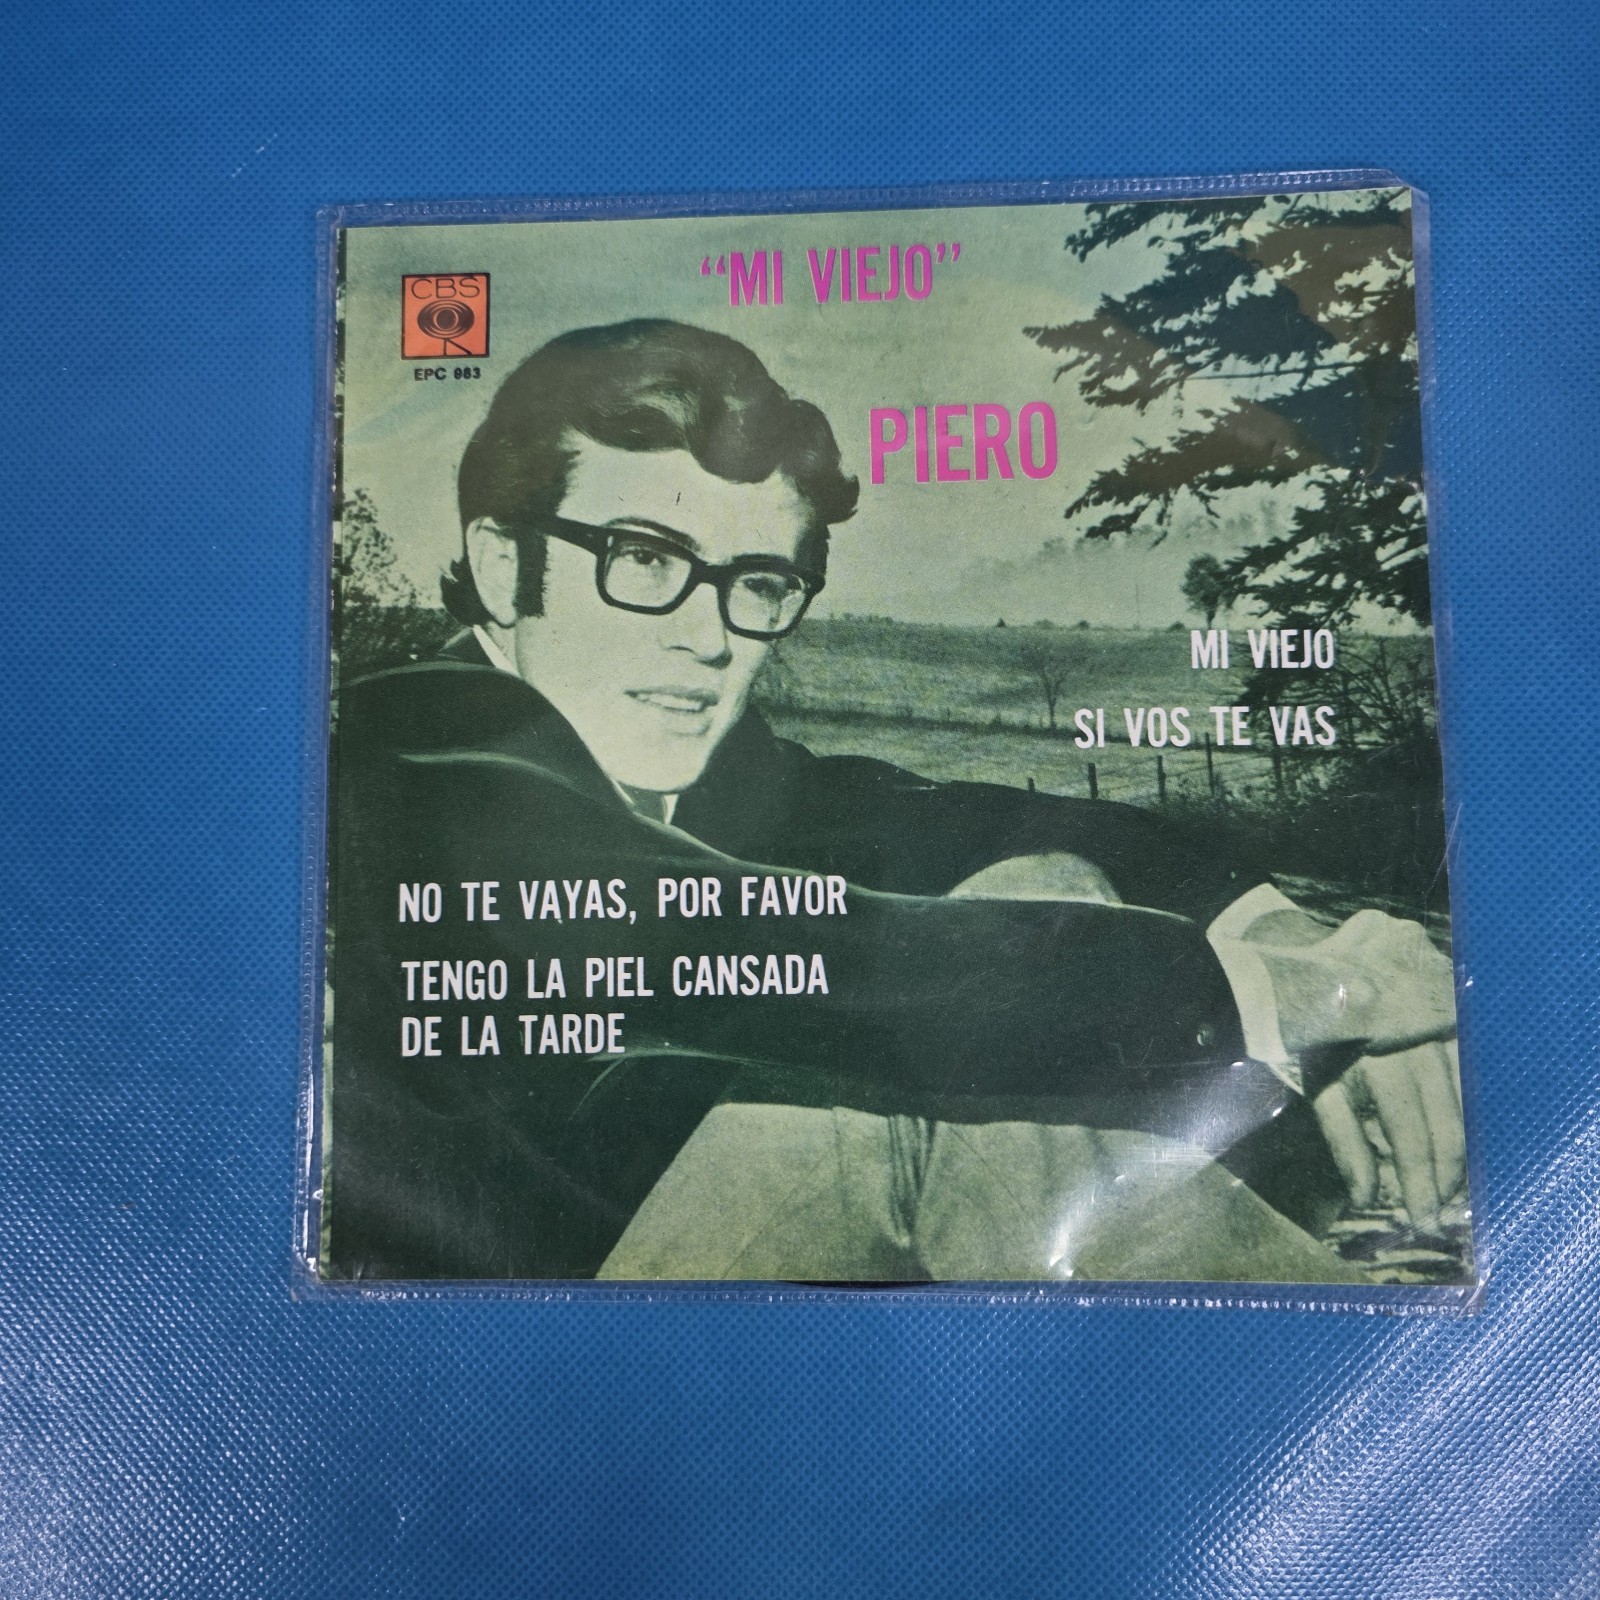 "MI VIEJO"
CBS
EPC 983
PIERO
MI VIEJO
SI VOS TE VAS
NO TE VAYAS, POR FAVOR
TENGO LA PIEL CANSADA
DE LA TARDE